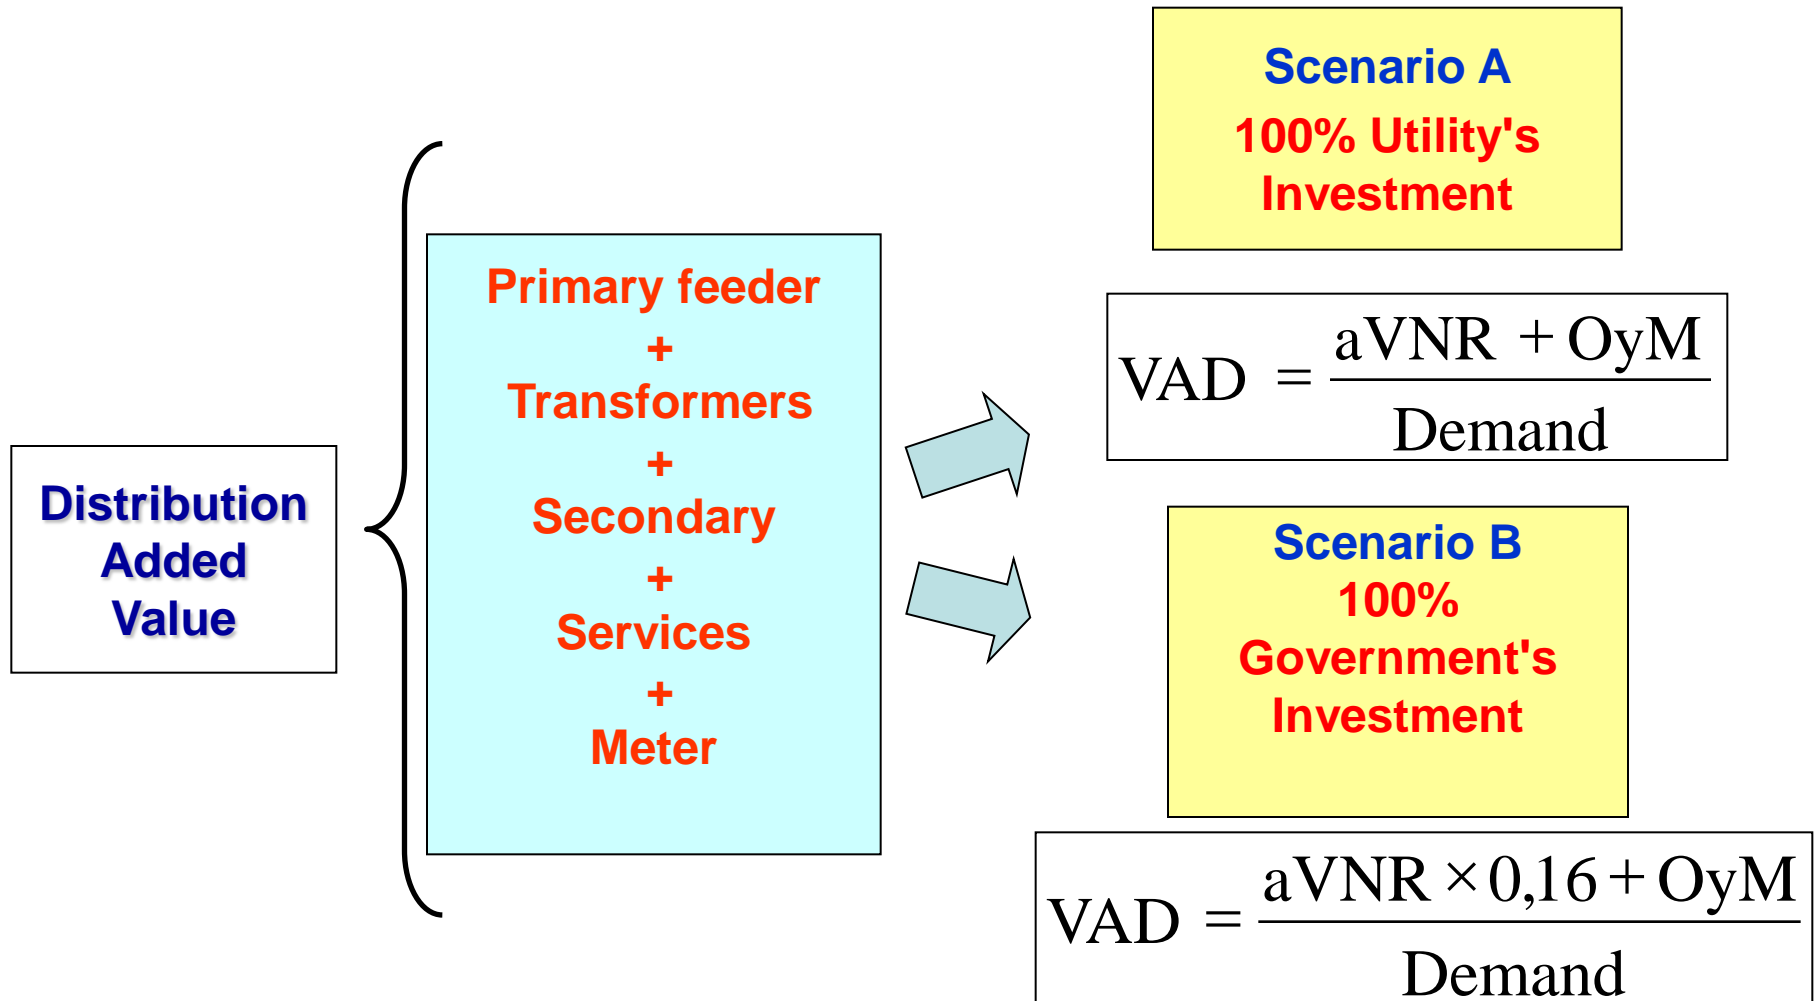 Distribution
Added
Value
Primary feeder
+
Transformers
+
Secondary
+
Services
+
Meter
Scenario A
100% Utility's
Investment
VAD = aVNR + OyM
Demand
Scenario B
100%
Government's
Investment
VAD = aVNR × 0,16 + OyM
Demand